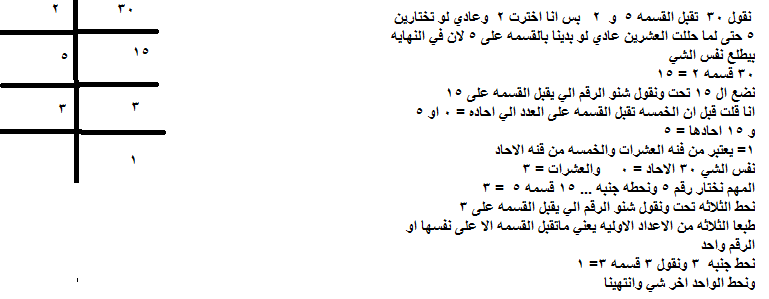 نقول ٣٠ تقبل القسمه ٥ و ٢ بس انا اخترت ٢ وعادي لو تختارين
٥ حتى لما حللت العشرين عادي لو بدينا بالقسمه على ٥ لان في النهايه
بيطلع نفس الشي
٣٠ قسمه ٢ = ١٥
نضع ال ١٥ تحت ونقول شنو الرقم الي يقبل القسمه على ١٥
انا قلت قبل ان الخمسه تقبل القسمه على العدد الي احاده = ٠ او ٥
و ١٥ احادها = ٥
١= يعتبر من فئه العشرات والخمسه من فئه الاحاد
نفس الشي ٣٠ الاحاد = ٠ والعشرات = ٣
المهم نختار رقم ٥ ونحطه جنبه ... ١٥ قسمه ٥ = ٣
نحط الثلاثه تحت ونقول شنو الرقم الي يقبل القسمه على ٣
طبعا الثلاثه من الاعداد الاوليه يعني ماتقبل القسمه الا على نفسها او
الرقم واحد
نحط جنبه ٣ ونقول ٣ قسمه ٣= ١
ونحط الواحد اخر شي وانتهينا
٢ ٣٠
٥ ١٥
٣ ٣
١